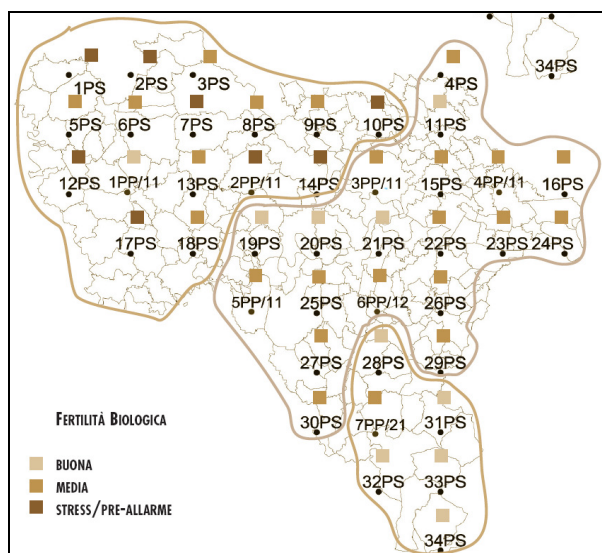 34PS
1PS 2PS 3PS 4PS
5PS 6PS 7PS 8PS 9PS 10PS 11PS
12PS 1PP/11 13PS 2PP/11 14PS 3PP/11 15PS 4PP/11 16PS
17PS 18PS 19PS 20PS 21PS 22PS 23PS 24PS
5PP/11 25PS 6PP/12 26PS
27PS 28PS 29PS
30PS 7PP/21 31PS
32PS 33PS
34PS
FERTILITÀ BIOLOGICA
BUONA
MEDIA
STRESS/PRE-ALLARME